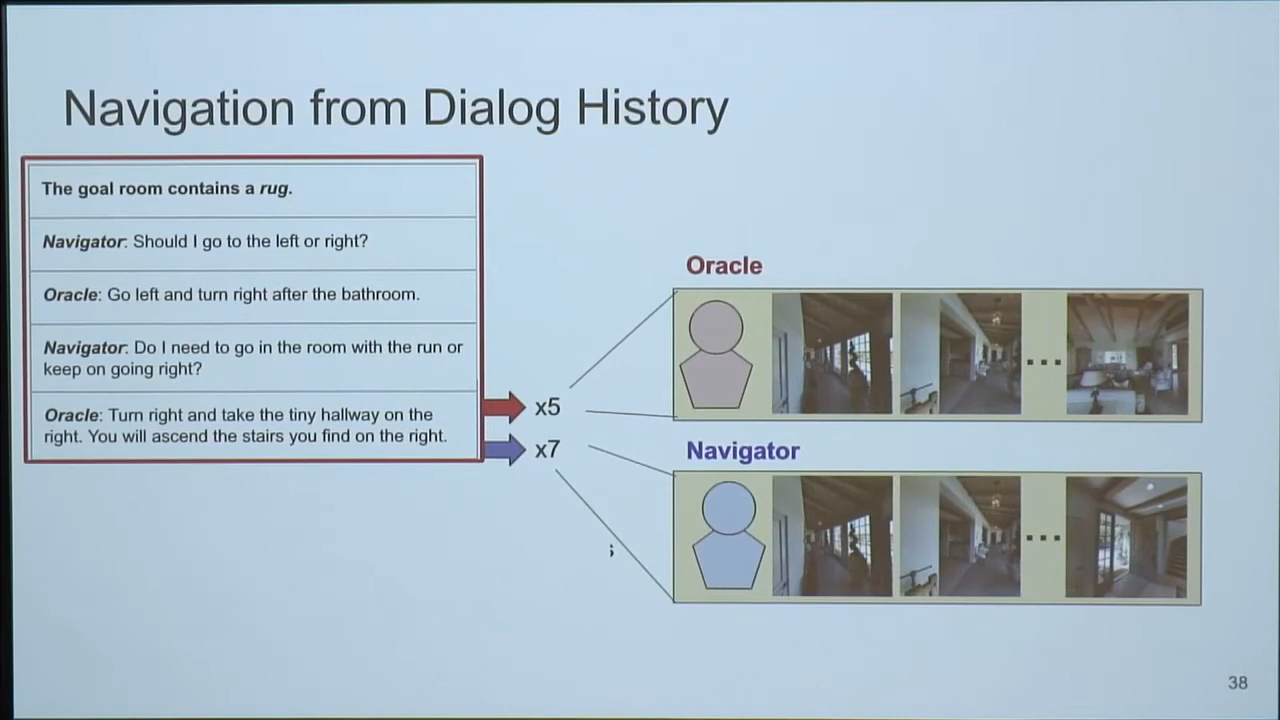 Navigation from Dialog History
The goal room contains a rug.
Navigator: Should I go to the left or right?
Oracle: Go left and turn right after the bathroom.
Navigator: Do I need to go in the room with the run or
keep on going right?
Oracle: Turn right and take the tiny hallway on the
right. You will ascend the stairs you find on the right.
x5
x7
Oracle
Navigator
38